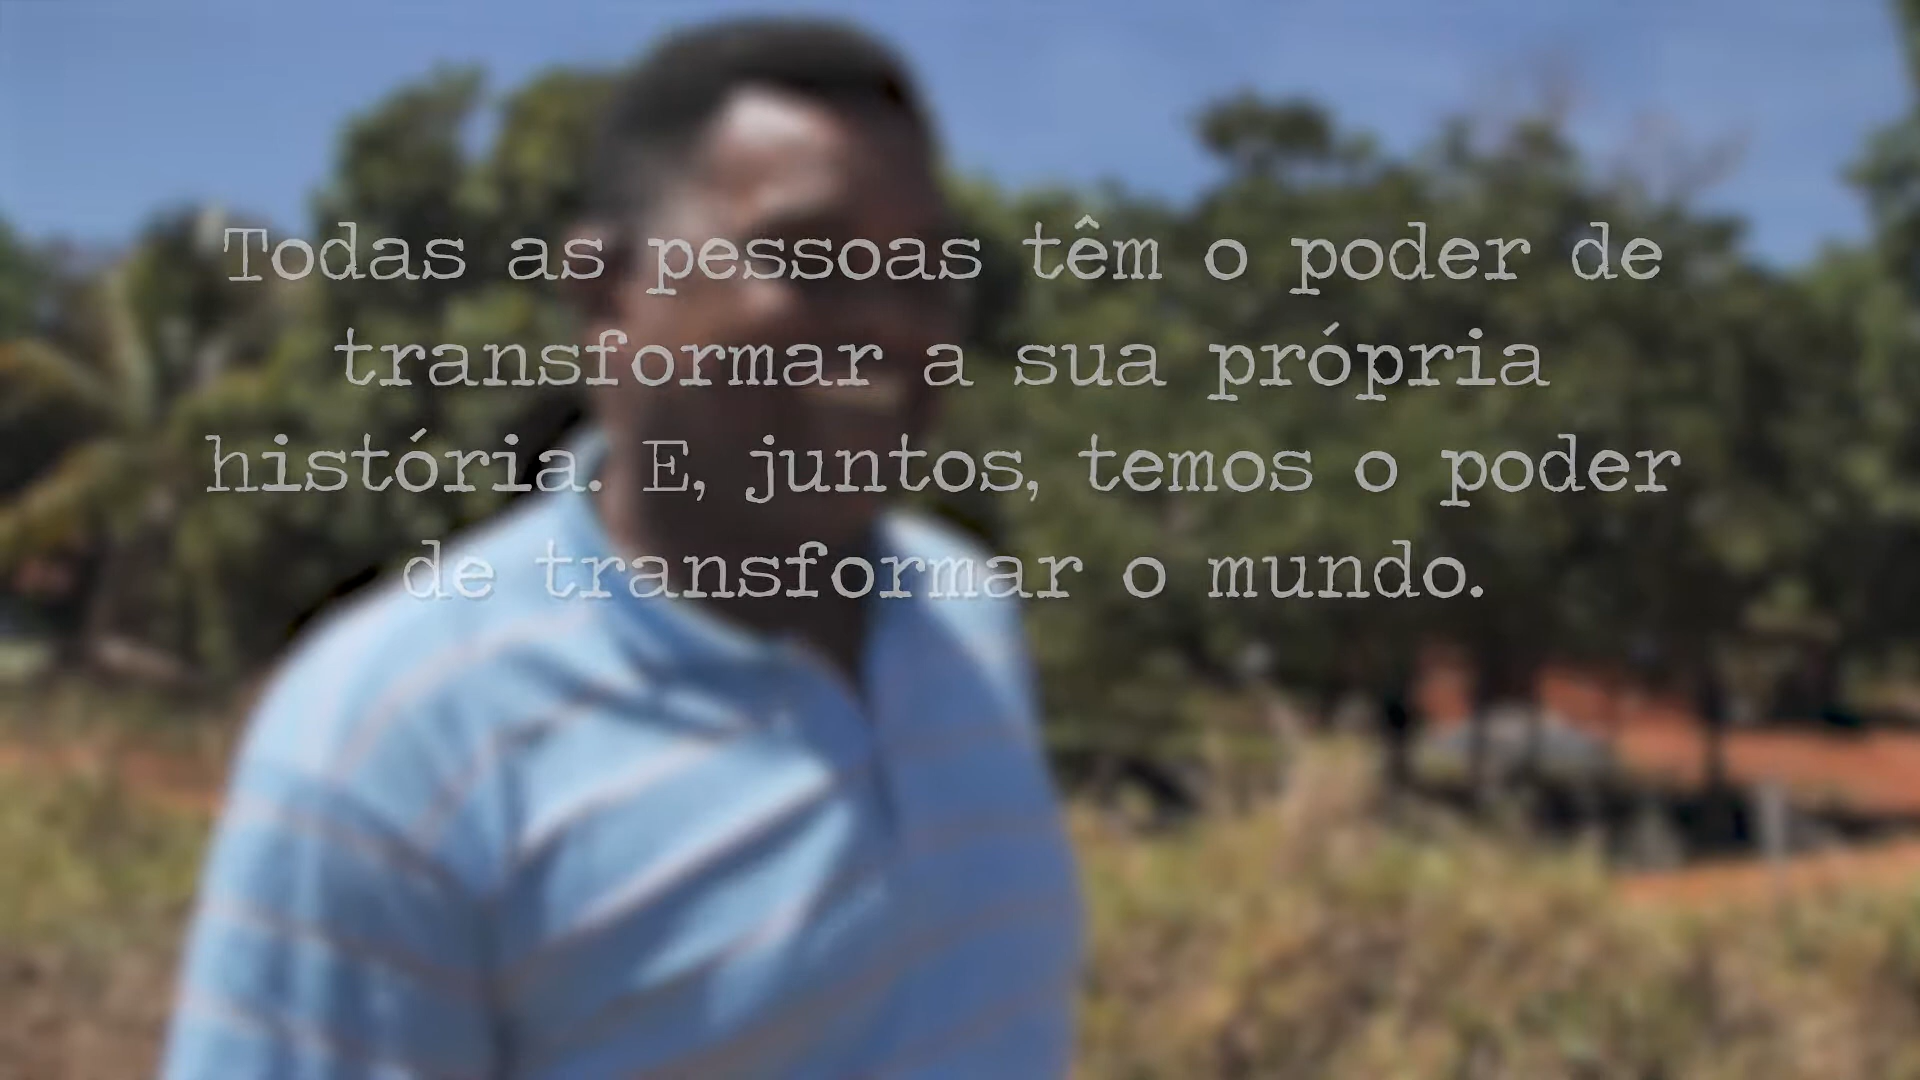 Todas as pessoas têm o poder de
transformar a sua própria
história. E, juntos, temos o poder
de transformar o mundo.